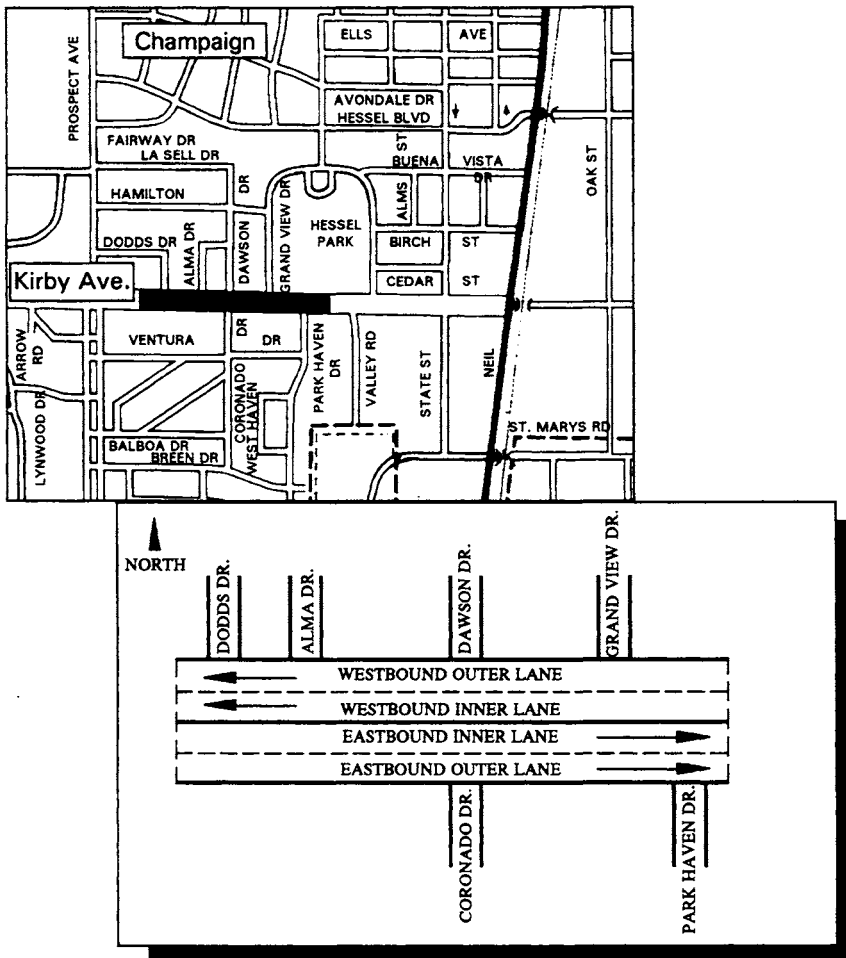 Champaign
ELLS AVE
PROSPECT AVE
AVONDALE DR
HESSEL BLVD
FAIRWAY DR
LA SELL DR
ST
BUENA VISTA
DR
OAK ST
HAMILTON
DR
GRAND VIEW DR
ALMS
HESSEL
PARK
DODDS DR
ALMA DR
DAWSON
BIRCH ST
Kirby Ave.
CEDAR ST
ARROW
RD
VENTURA
DR
DR
PARK HAVEN
DR
VALLEY RD
STATE ST
NEIL
LYNWOOD DR
CORONADO
WEST HAVEN
ST. MARYS RD
BALBOA DR
BREEN DR
NORTH
DODDS DR.
ALMA DR.
DAWSON DR.
GRAND VIEW DR.
WESTBOUND OUTER LANE
WESTBOUND INNER LANE
EASTBOUND INNER LANE
EASTBOUND OUTER LANE
CORONADO DR.
PARK HAVEN DR.